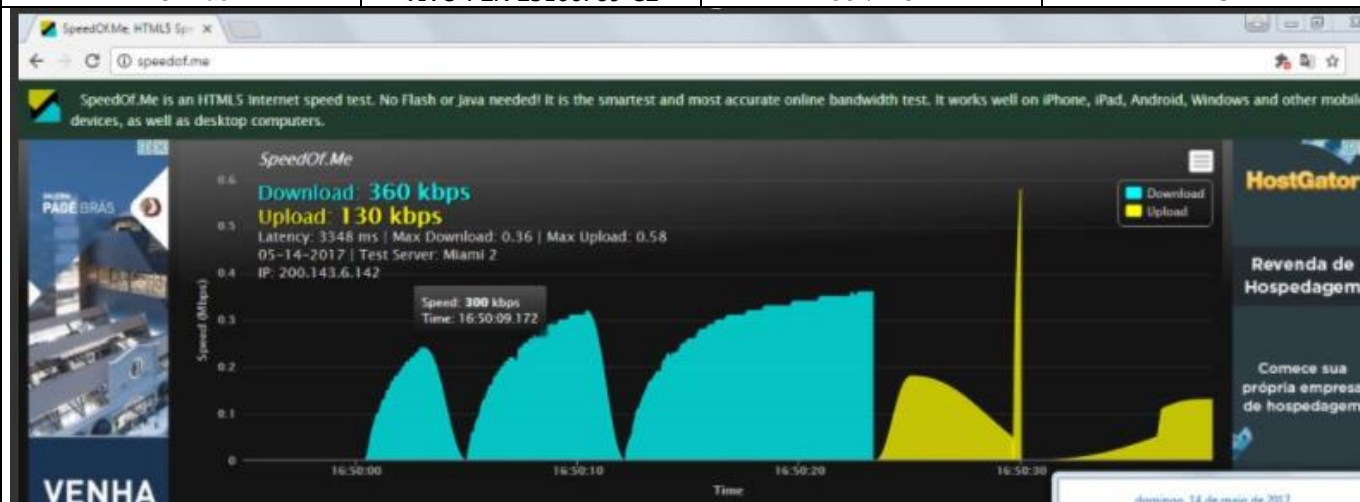 SpeedOf.Me, HTML5 Spe
speedof.me
SpeedOf.Me is an HTML5 Internet speed test. No Flash or Java needed! It is the smartest and most accurate online bandwidth test. It works well on iPhone, iPad, Android, Windows and other mobile
devices, as well as desktop computers.
SpeedOf.Me
Download: 360 kbps
Upload: 130 kbps
Latency: 3348 ms | Max Download: 0.36 | Max Upload: 0.58
05-14-2017 | Test Server: Miami 2
IP: 200.143.6.142
Download
Upload
Speed: 300 kbps
Time: 16:50:09.172
Speed (Mbps)
0.6
0.5
0.4
0.3
0.2
0.1
0
16:50:00
16:50:10
16:50:20
16:50:30
Time
PAGÉ BRÁS
VENHA
HostGator
Revenda de
Hospedagem
Comece sua
própria empresa
de hospedagem
domingo, 14 de maio de 2017